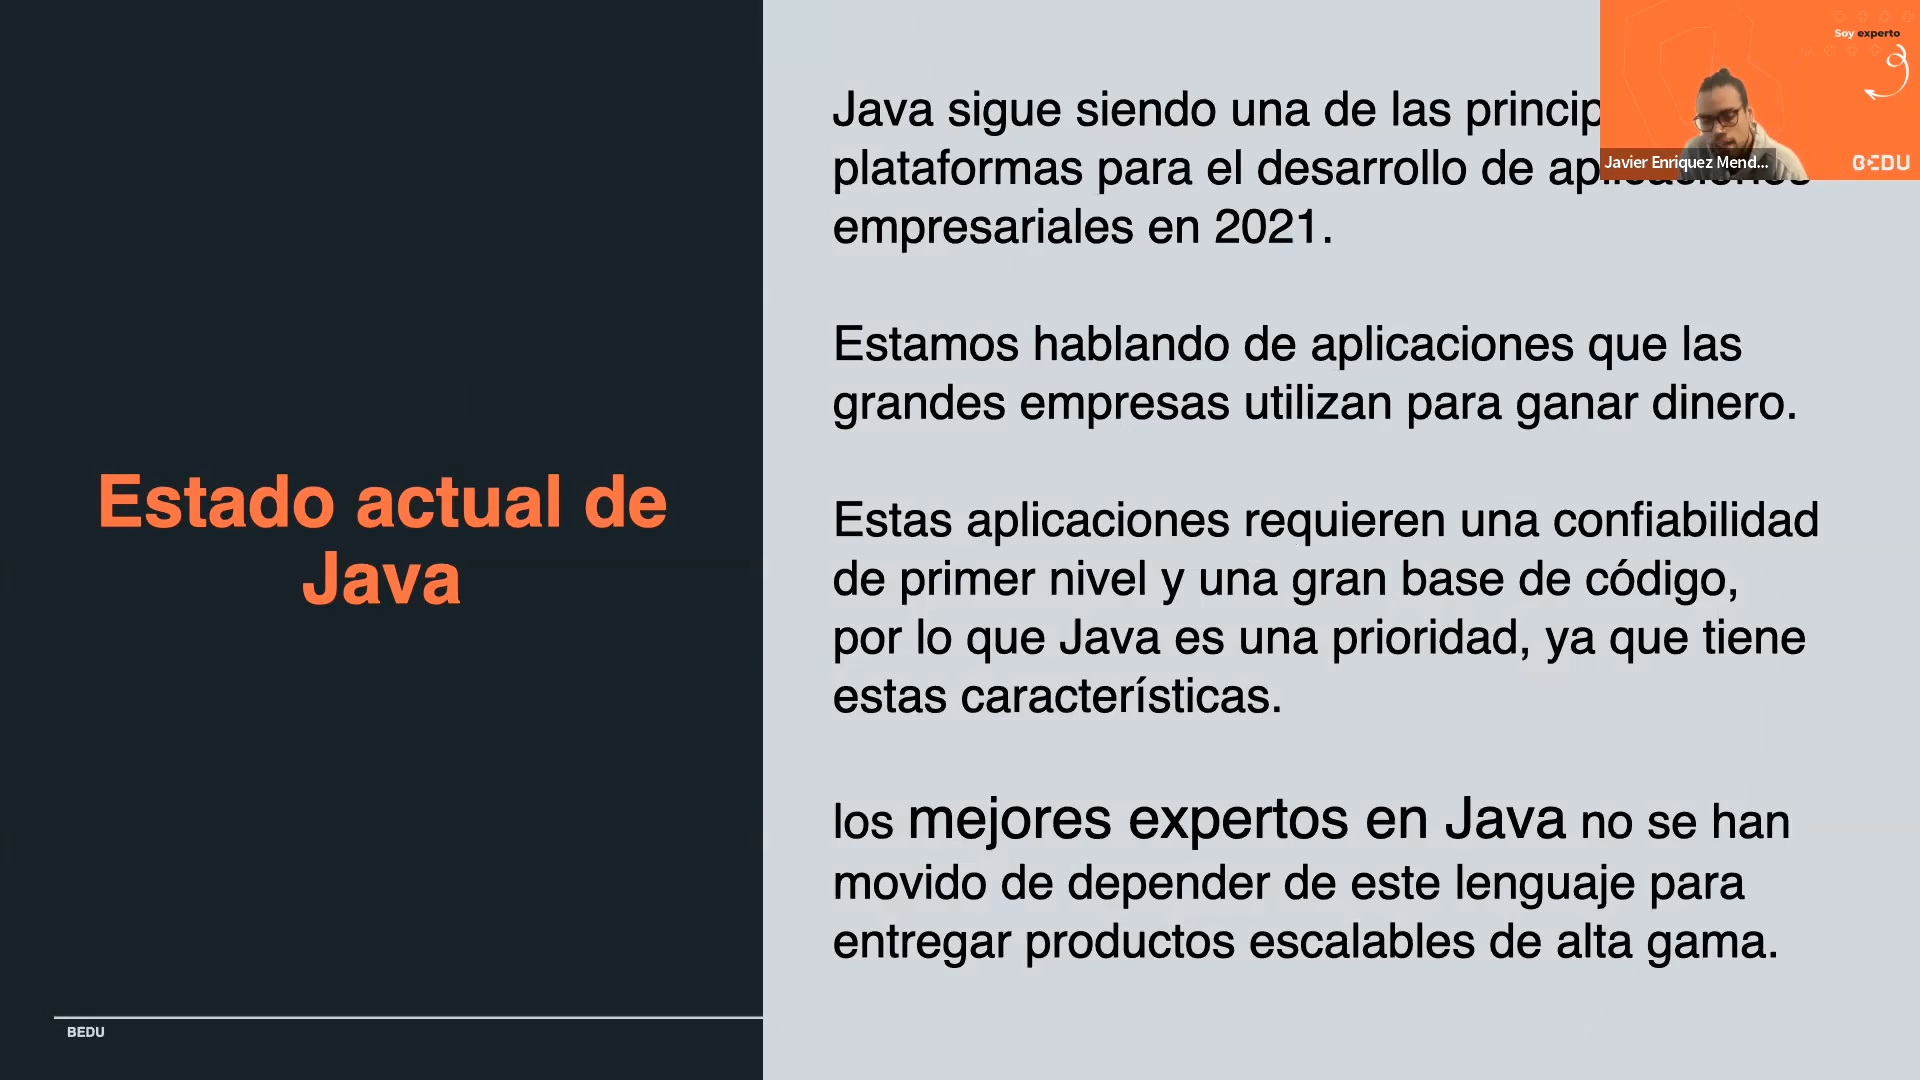 Estado actual de
Java
BEDU
Java sigue siendo una de las princip
plataformas para el desarrollo de aplicaciones
empresariales en 2021.
Estamos hablando de aplicaciones que las
grandes empresas utilizan para ganar dinero.
Estas aplicaciones requieren una confiabilidad
de primer nivel y una gran base de código,
por lo que Java es una prioridad, ya que tiene
estas características.
los mejores expertos en Java no se han
movido de depender de este lenguaje para
entregar productos escalables de alta gama.
Soy experto
Javier Enriquez Mend...
BEDU